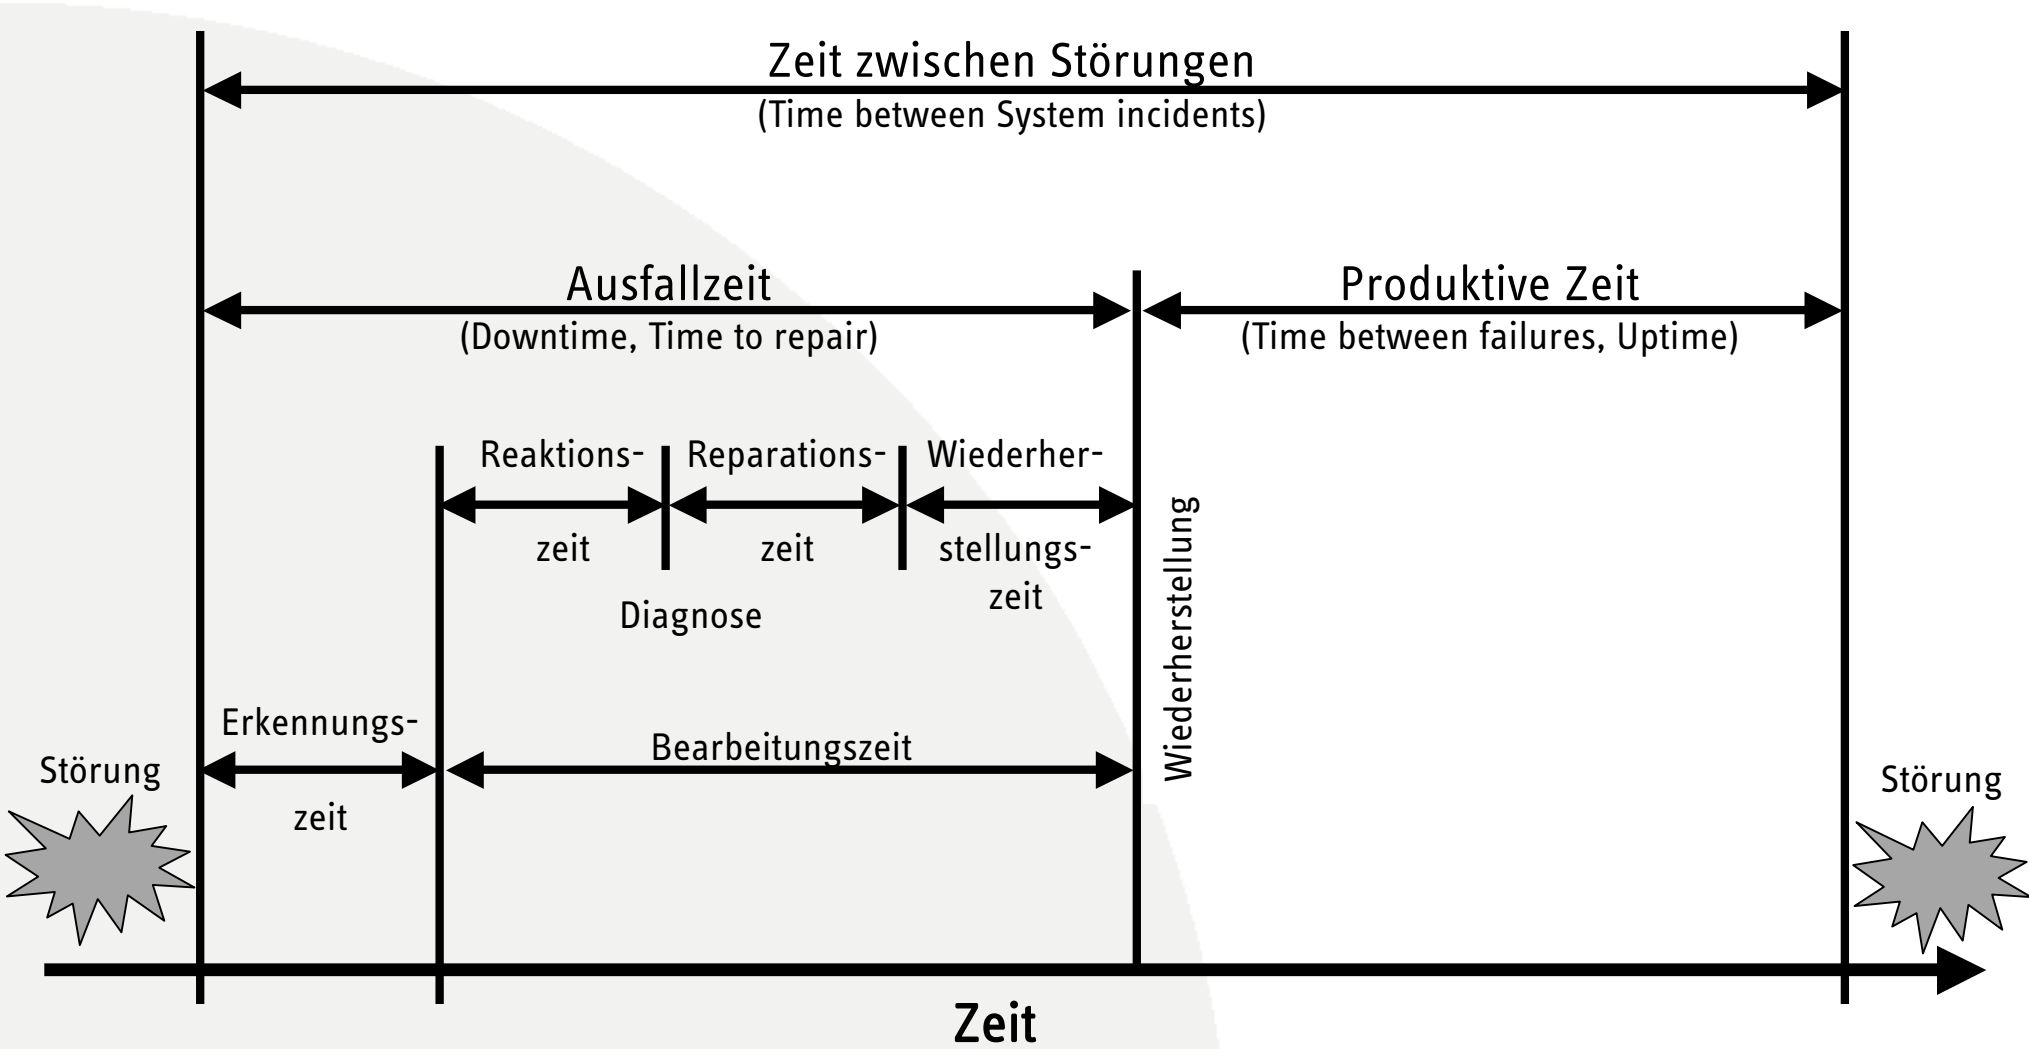 Zeit zwischen Störungen
(Time between System incidents)
Ausfallzeit
(Downtime, Time to repair)
Produktive Zeit
(Time between failures, Uptime)
Reaktions-
zeit
Reparations-
zeit
Wiederher-
stellungs-
zeit
Diagnose
Wiederherstellung
Erkennungs-
zeit
Bearbeitungszeit
Störung
Störung
Zeit